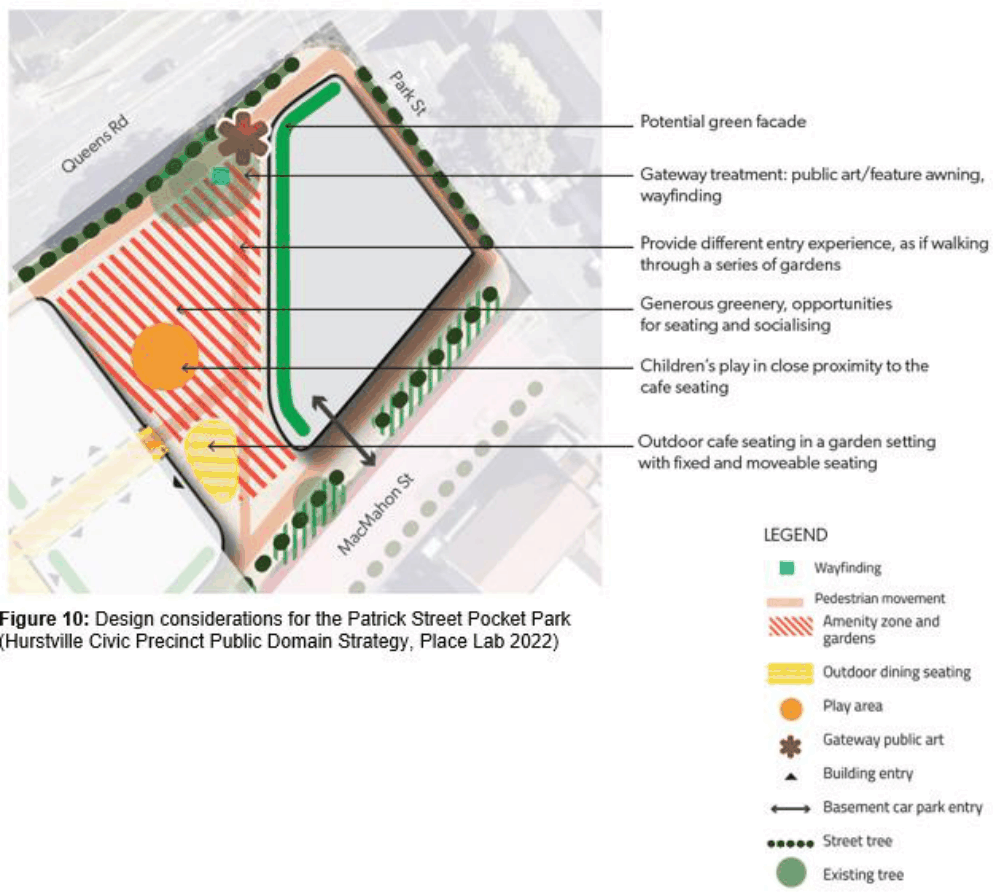 Queens Rd
Park St
Potential green facade
Gateway treatment: public art/feature awning,
wayfinding
Provide different entry experience, as if walking
through a series of gardens
Generous greenery, opportunities
for seating and socialising
Children's play in close proximity to the
cafe seating
Outdoor cafe seating in a garden setting
with fixed and moveable seating
MacMahon St
LEGEND
Wayfinding
Pedestrian movement
Amenity zone and
gardens
Outdoor dining seating
Play area
Gateway public art
Building entry
Basement car park entry
Street tree
Existing tree
Figure 10: Design considerations for the Patrick Street Pocket Park
(Hurstville Civic Precinct Public Domain Strategy, Place Lab 2022)